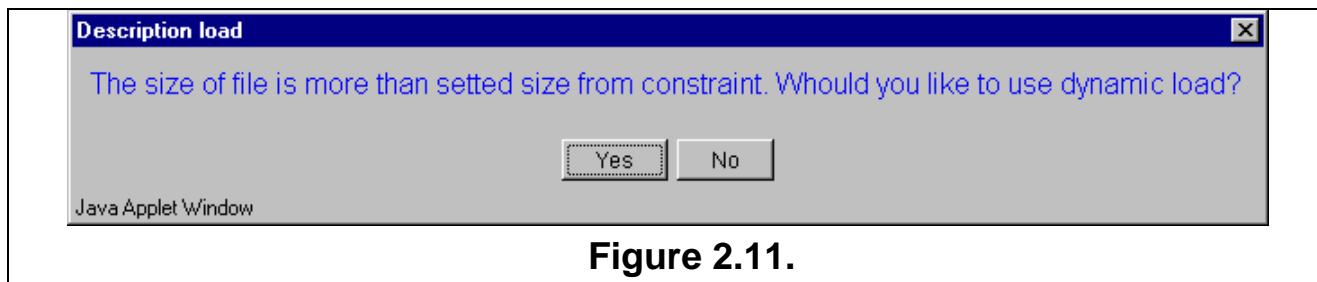 Description load
The size of file is more than setted size from constraint. Whould you like to use dynamic load?
Yes No
Java Applet Window
Figure 2.11.